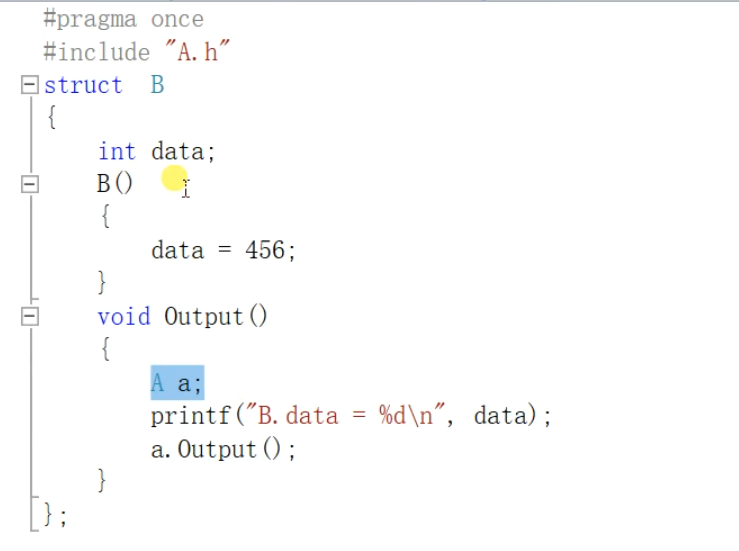 #pragma once
#include "A.h"
struct B
{
int data;
B()
{
data = 456;
}
void Output()
{
A a;
printf("B.data = %d\n", data);
a.Output();
}
};